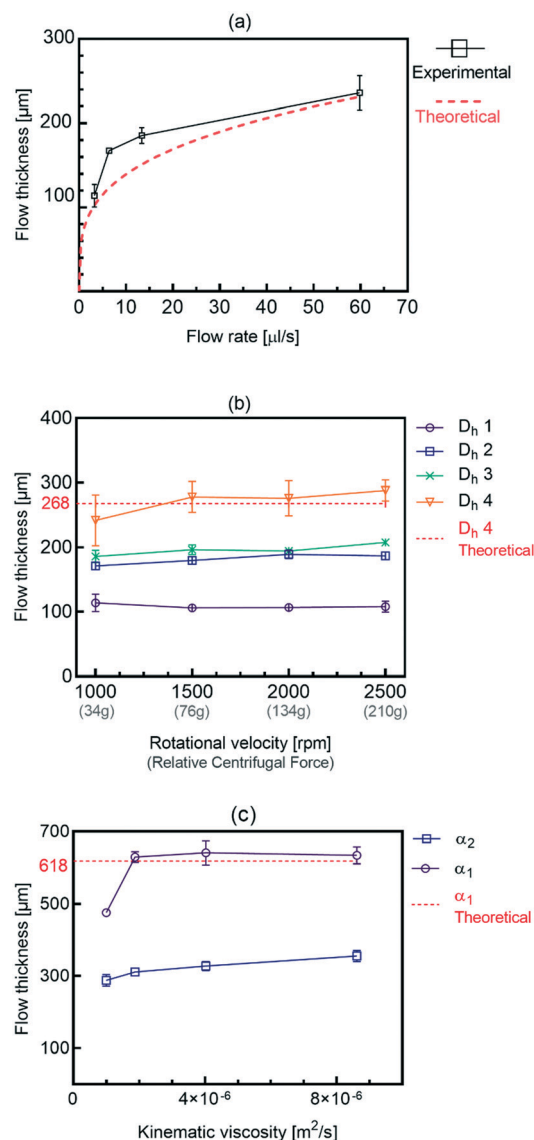 (a)
300
200
100
0
10
20
30
40
50
60
70
Flow thickness [µm]
Flow rate [µl/s]
Experimental
Theoretical
(b)
400
300
268
200
100
0
1000
1500
2000
2500
(34g)
(76g)
(134g)
(210g)
Flow thickness [µm]
Rotational velocity [rpm]
(Relative Centrifugal Force)
Dₕ 1
Dₕ 2
Dₕ 3
Dₕ 4
Dₕ 4
Theoretical
(c)
700
618
500
300
100
0
4×10⁻⁶
8×10⁻⁶
Flow thickness [µm]
Kinematic viscosity [m²/s]
α₂
α₁
α₁
Theoretical